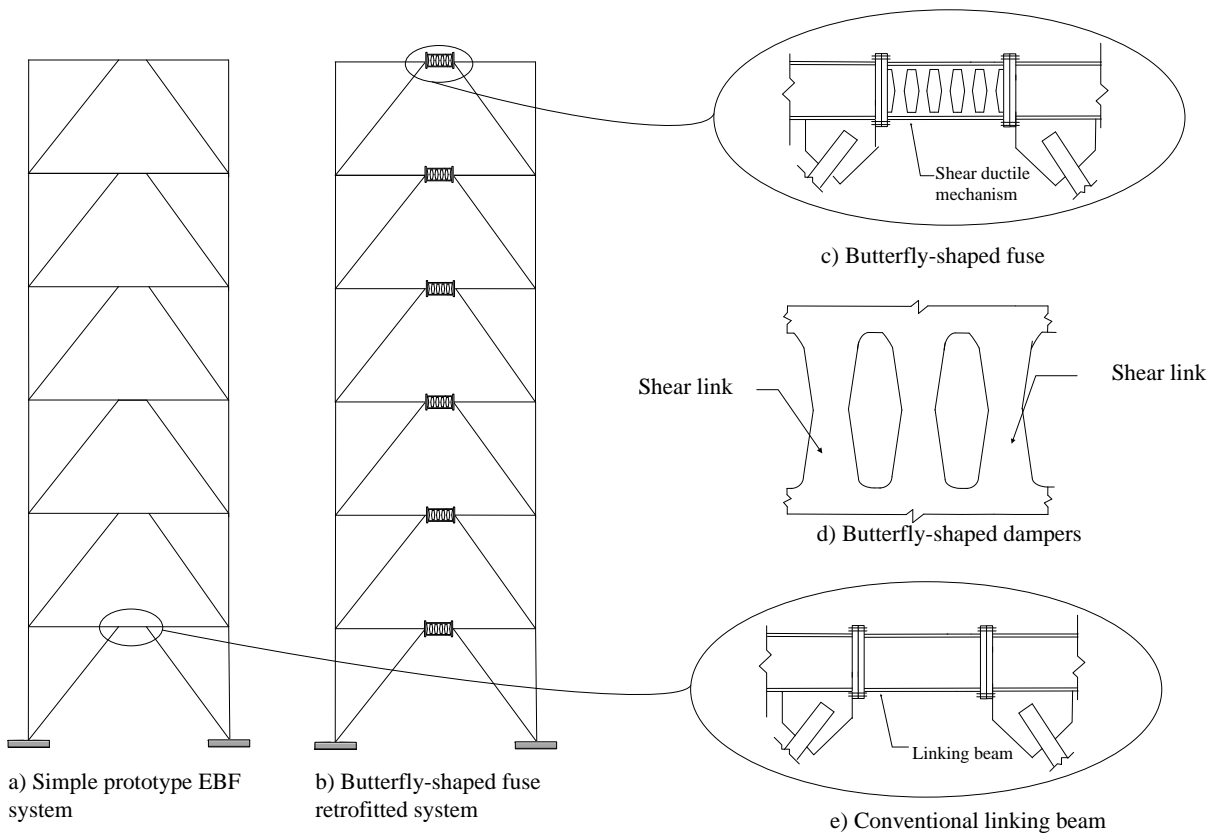 Shear ductile
mechanism
c) Butterfly-shaped fuse
Shear link
Shear link
d) Butterfly-shaped dampers
Linking beam
a) Simple prototype EBF
system
b) Butterfly-shaped fuse
retrofitted system
e) Conventional linking beam